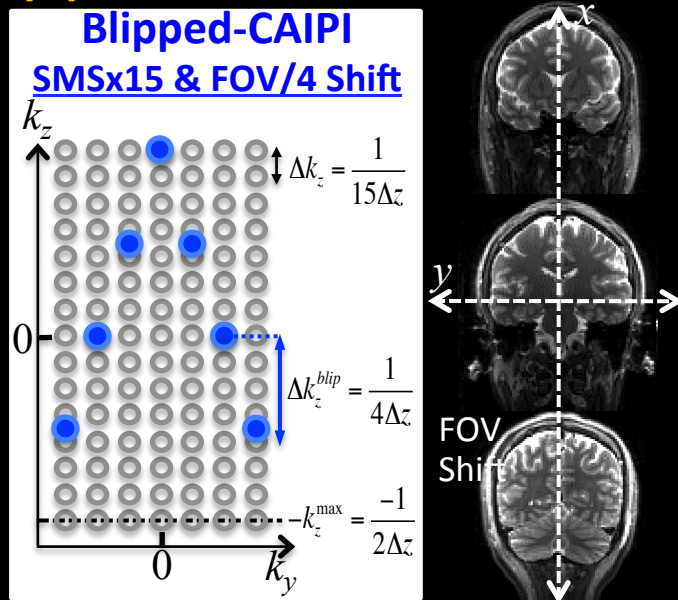 Blipped-CAIPI
SMSx15 & FOV/4 Shift
k_z
Δk_z = 1/(15Δz)
0
Δk_z^blip = 1/(4Δz)
-k_z^max = -1/(2Δz)
0
k_y
x
y
FOV
Shift